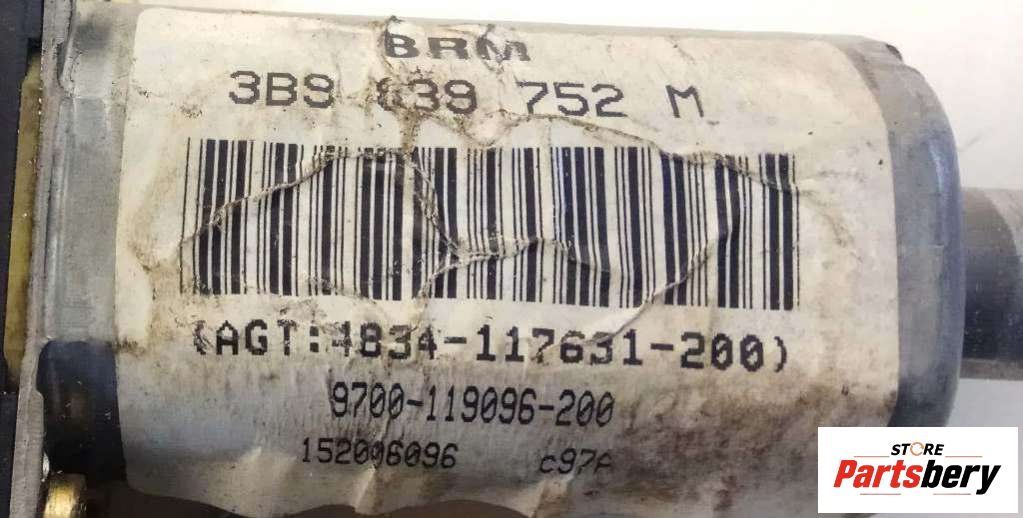 BRM
3B9 839 752 M
(AGT:4834-117631-200)
9700-119096-200
152006096 c97A
STORE
Partsbery